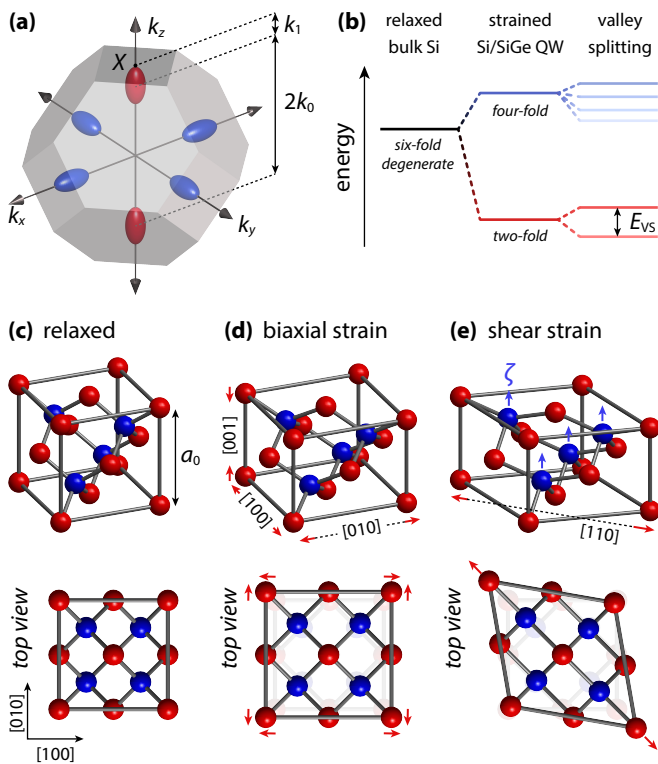 (a)
k_z
k_1
X
2k_0
k_x
k_y
(b)
relaxed
bulk Si
strained
Si/SiGe QW
valley
splitting
energy
six-fold
degenerate
four-fold
two-fold
E_VS
(c) relaxed
a_0
(d) biaxial strain
[001]
[100]
[010]
(e) shear strain
ζ
[110]
top view
[010]
[100]
top view
top view